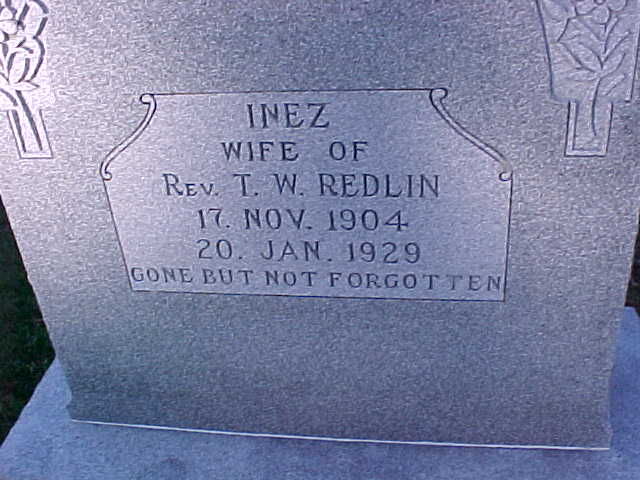 INEZ
WIFE OF
REV. T. W. REDLIN
17. NOV. 1904
20. JAN. 1929
GONE BUT NOT FORGOTTEN